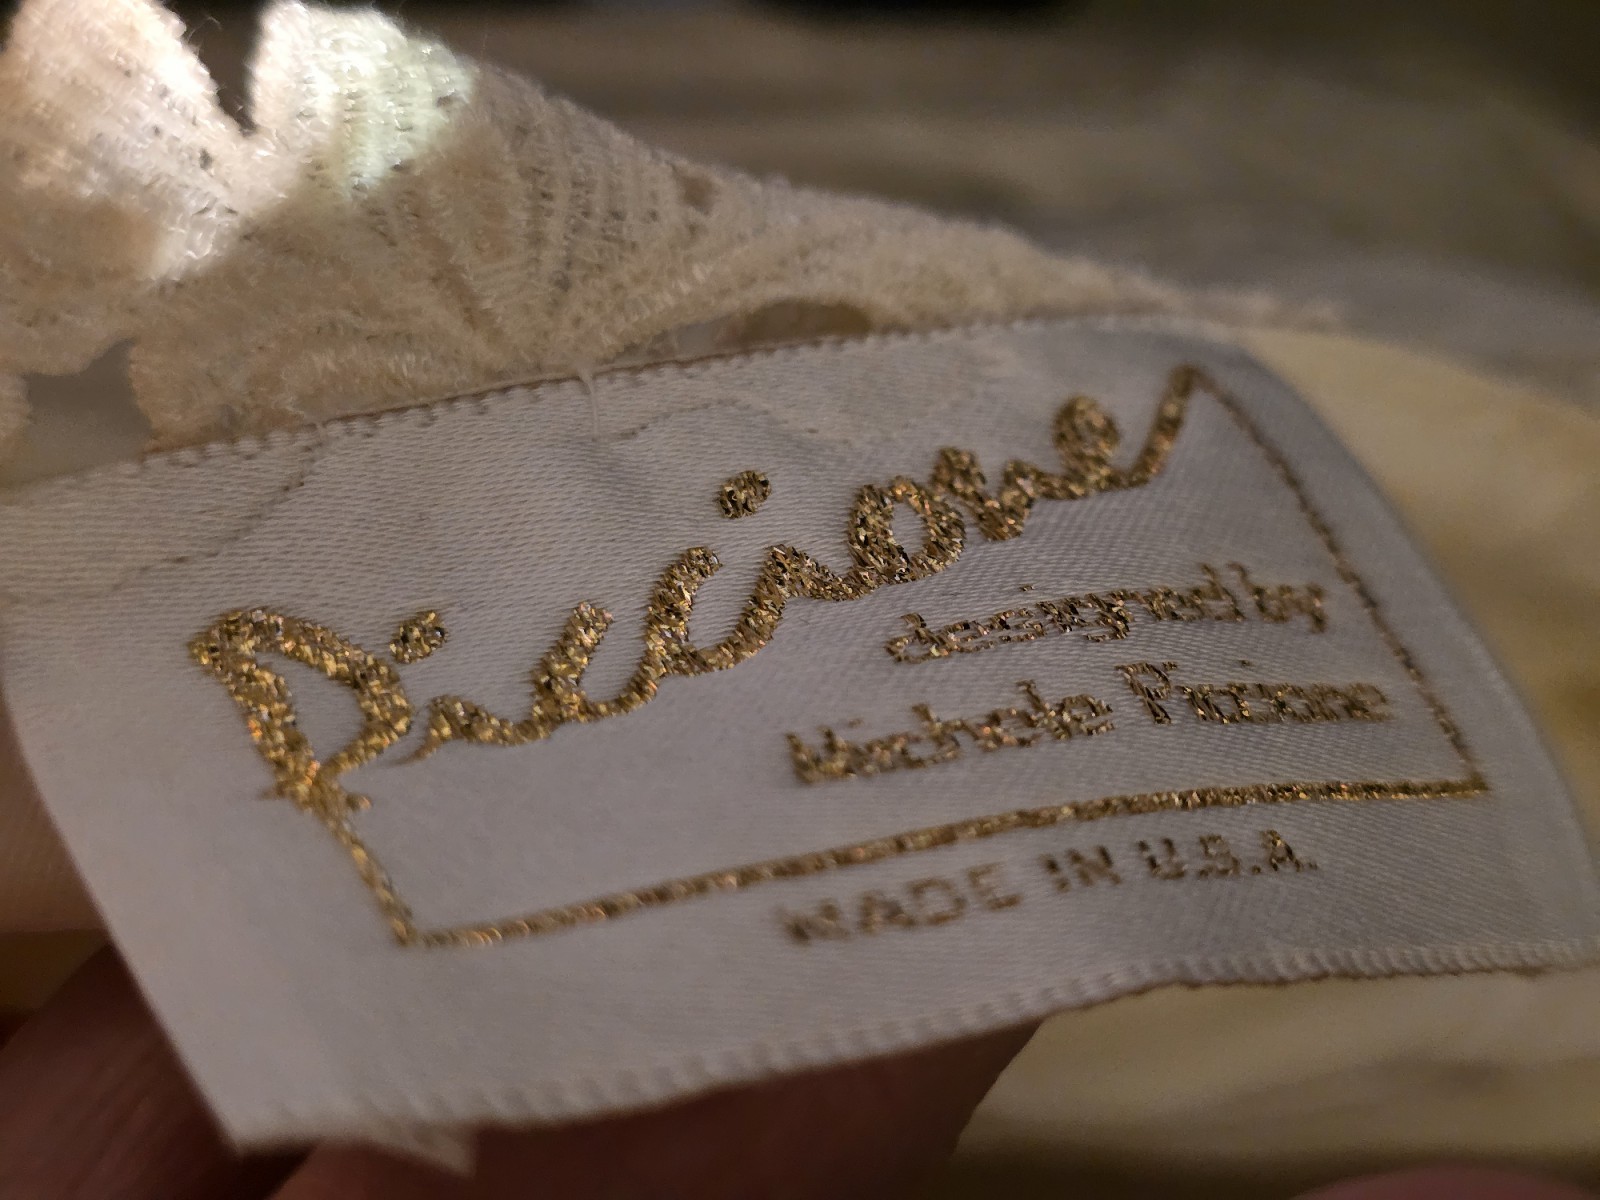 Piccione
designed by
Michele Piccione
MADE IN U.S.A.